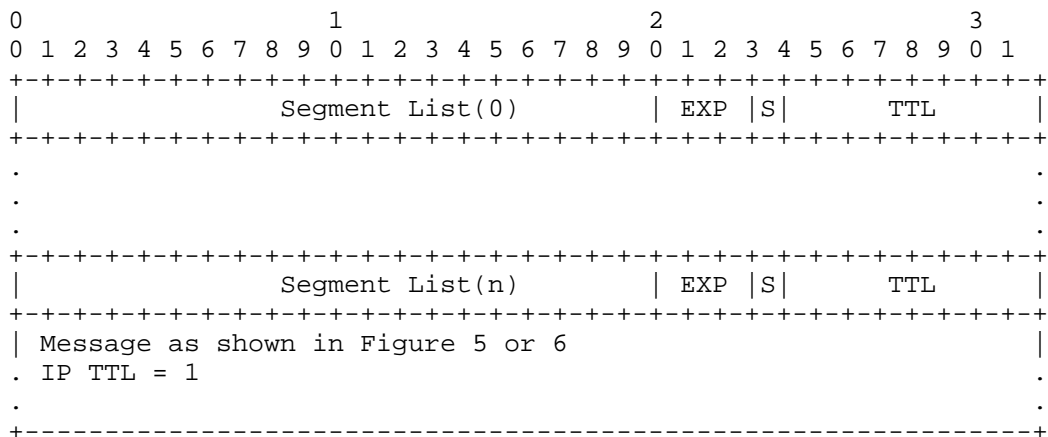 0                   1                   2                   3
0 1 2 3 4 5 6 7 8 9 0 1 2 3 4 5 6 7 8 9 0 1 2 3 4 5 6 7 8 9 0 1
+-+-+-+-+-+-+-+-+-+-+-+-+-+-+-+-+-+-+-+-+-+-+-+-+-+-+-+-+-+-+-+-+
|                Segment List(0)        | EXP |S|      TTL      |
+-+-+-+-+-+-+-+-+-+-+-+-+-+-+-+-+-+-+-+-+-+-+-+-+-+-+-+-+-+-+-+-+
.                                                               .
.                                                               .
.                                                               .
+-+-+-+-+-+-+-+-+-+-+-+-+-+-+-+-+-+-+-+-+-+-+-+-+-+-+-+-+-+-+-+-+
|                Segment List(n)        | EXP |S|      TTL      |
+-+-+-+-+-+-+-+-+-+-+-+-+-+-+-+-+-+-+-+-+-+-+-+-+-+-+-+-+-+-+-+-+
| Message as shown in Figure 5 or 6                             |
. IP TTL = 1                                                    .
.                                                               .
+---------------------------------------------------------------+